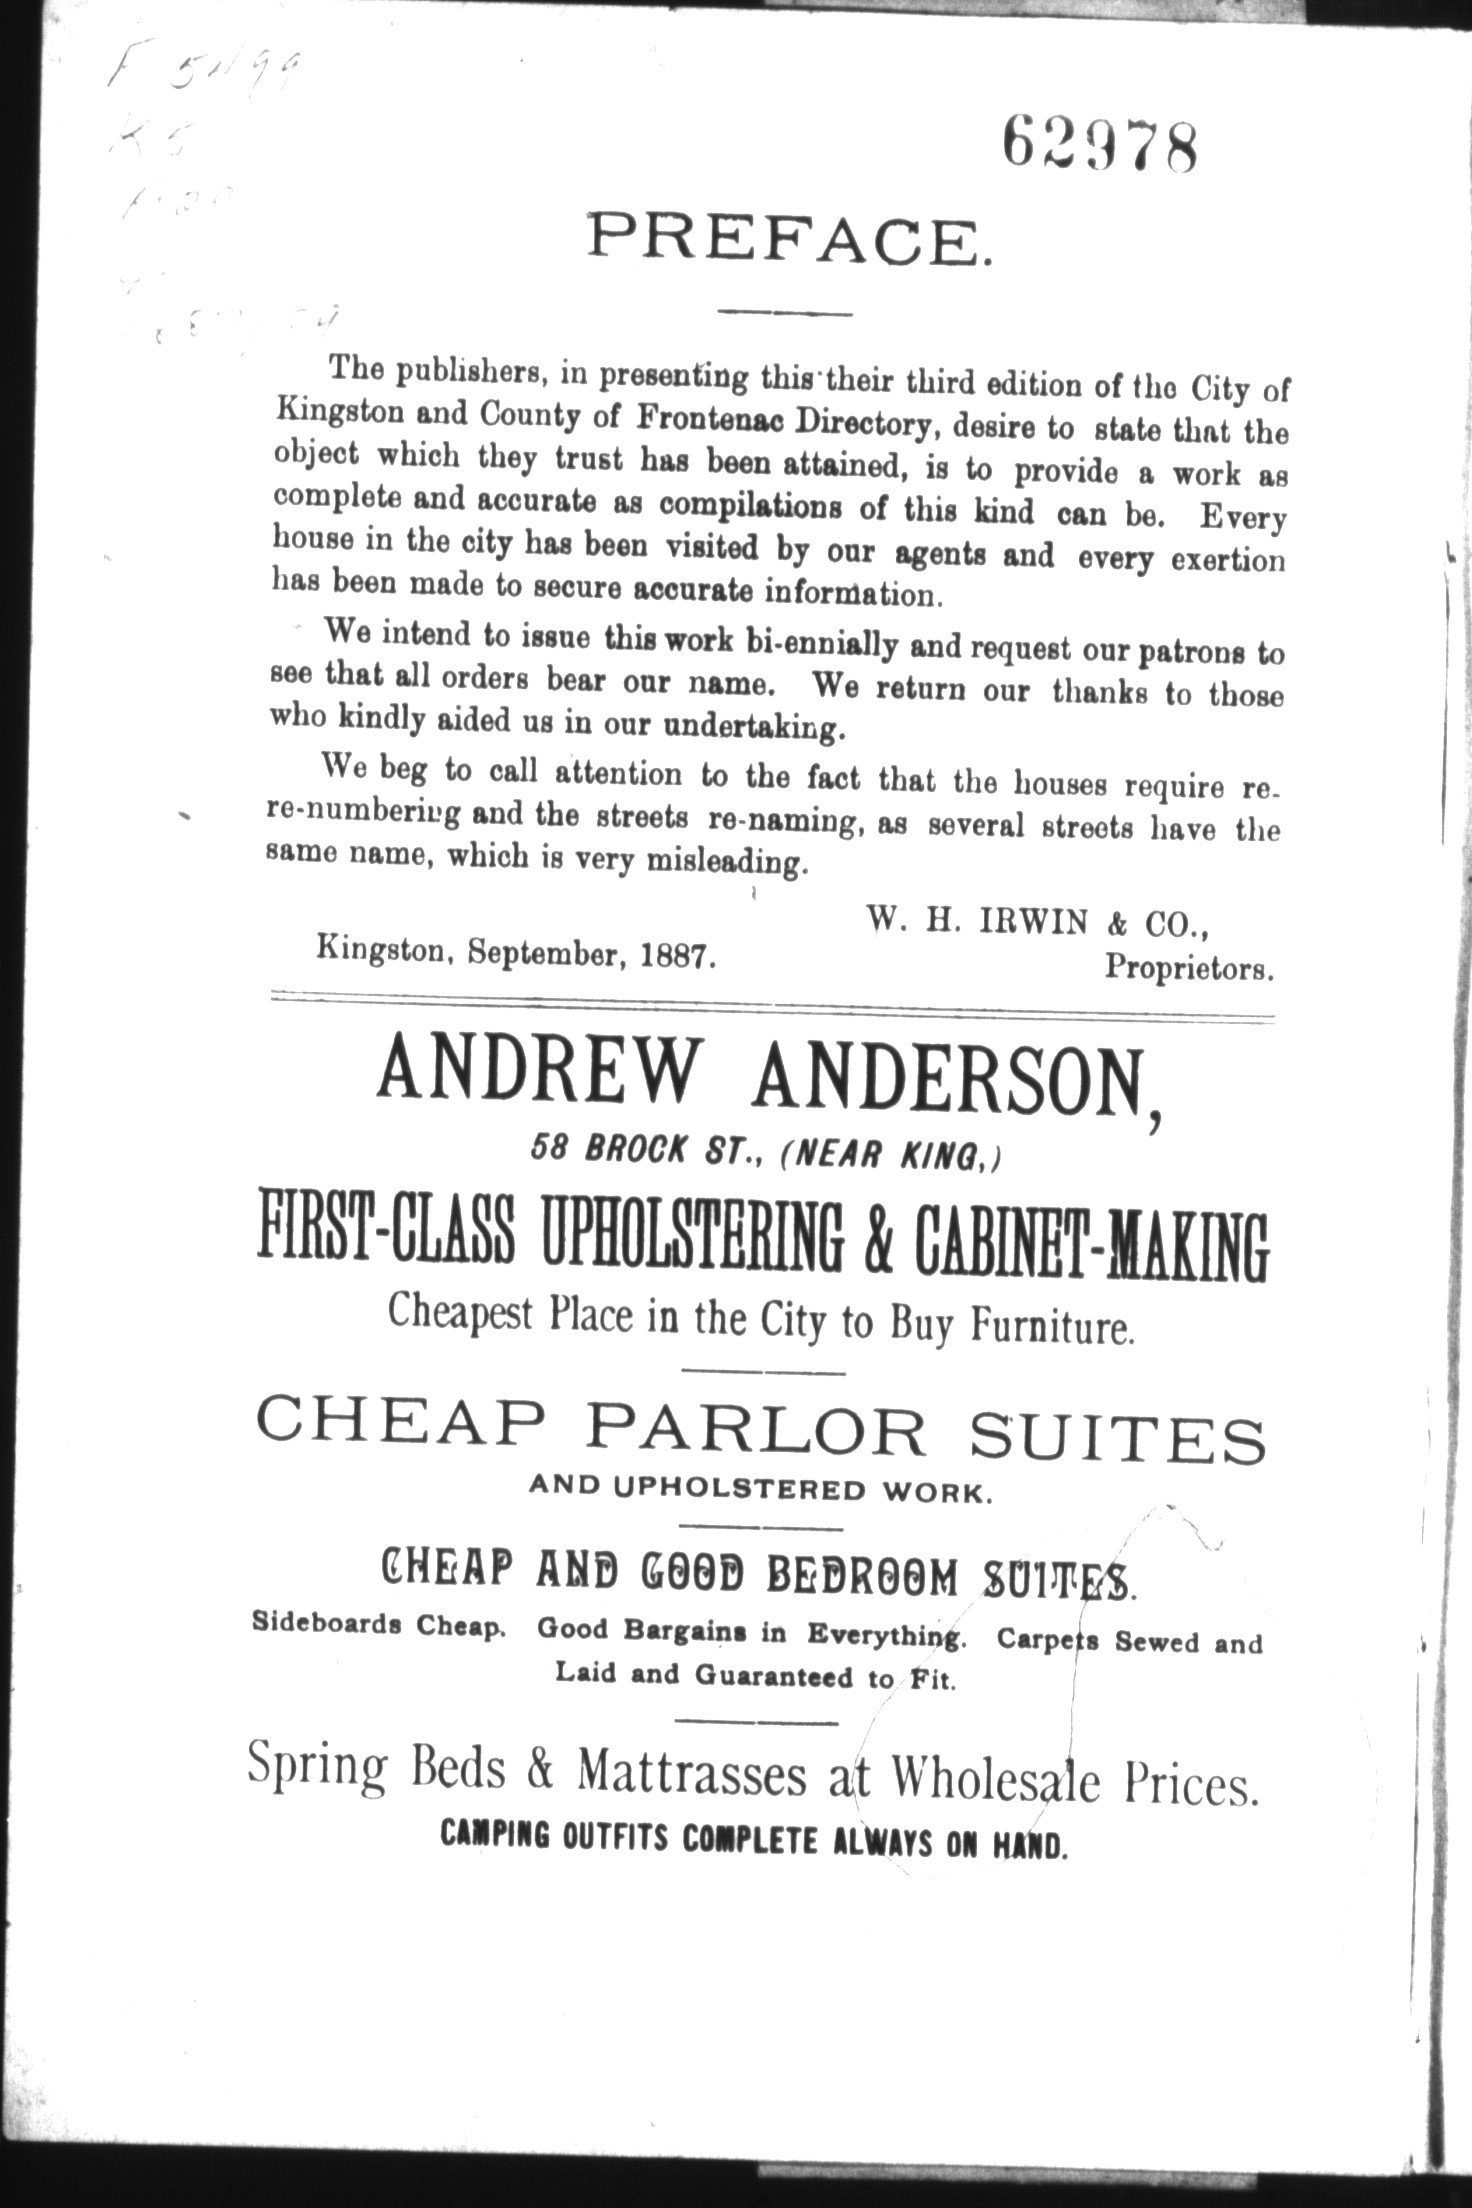 F 5499
K5
62978
PREFACE.
The publishers, in presenting this their third edition of the City of
Kingston and County of Frontenac Directory, desire to state that the
object which they trust has been attained, is to provide a work as
complete and accurate as compilations of this kind can be. Every
house in the city has been visited by our agents and every exertion
has been made to secure accurate information.
We intend to issue this work bi-ennially and request our patrons to
see that all orders bear our name. We return our thanks to those
who kindly aided us in our undertaking.
We beg to call attention to the fact that the houses require re-
re-numbering and the streets re-naming, as several streets have the
same name, which is very misleading.
W. H. IRWIN & CO.,
Kingston, September, 1887.
Proprietors.
ANDREW ANDERSON,
58 BROCK ST., (NEAR KING,)
FIRST-CLASS UPHOLSTERING & CABINET-MAKING
Cheapest Place in the City to Buy Furniture.
CHEAP PARLOR SUITES
AND UPHOLSTERED WORK.
CHEAP AND GOOD BEDROOM SUITES.
Sideboards Cheap. Good Bargains in Everything. Carpets Sewed and
Laid and Guaranteed to Fit.
Spring Beds & Mattrasses at Wholesale Prices.
CAMPING OUTFITS COMPLETE ALWAYS ON HAND.